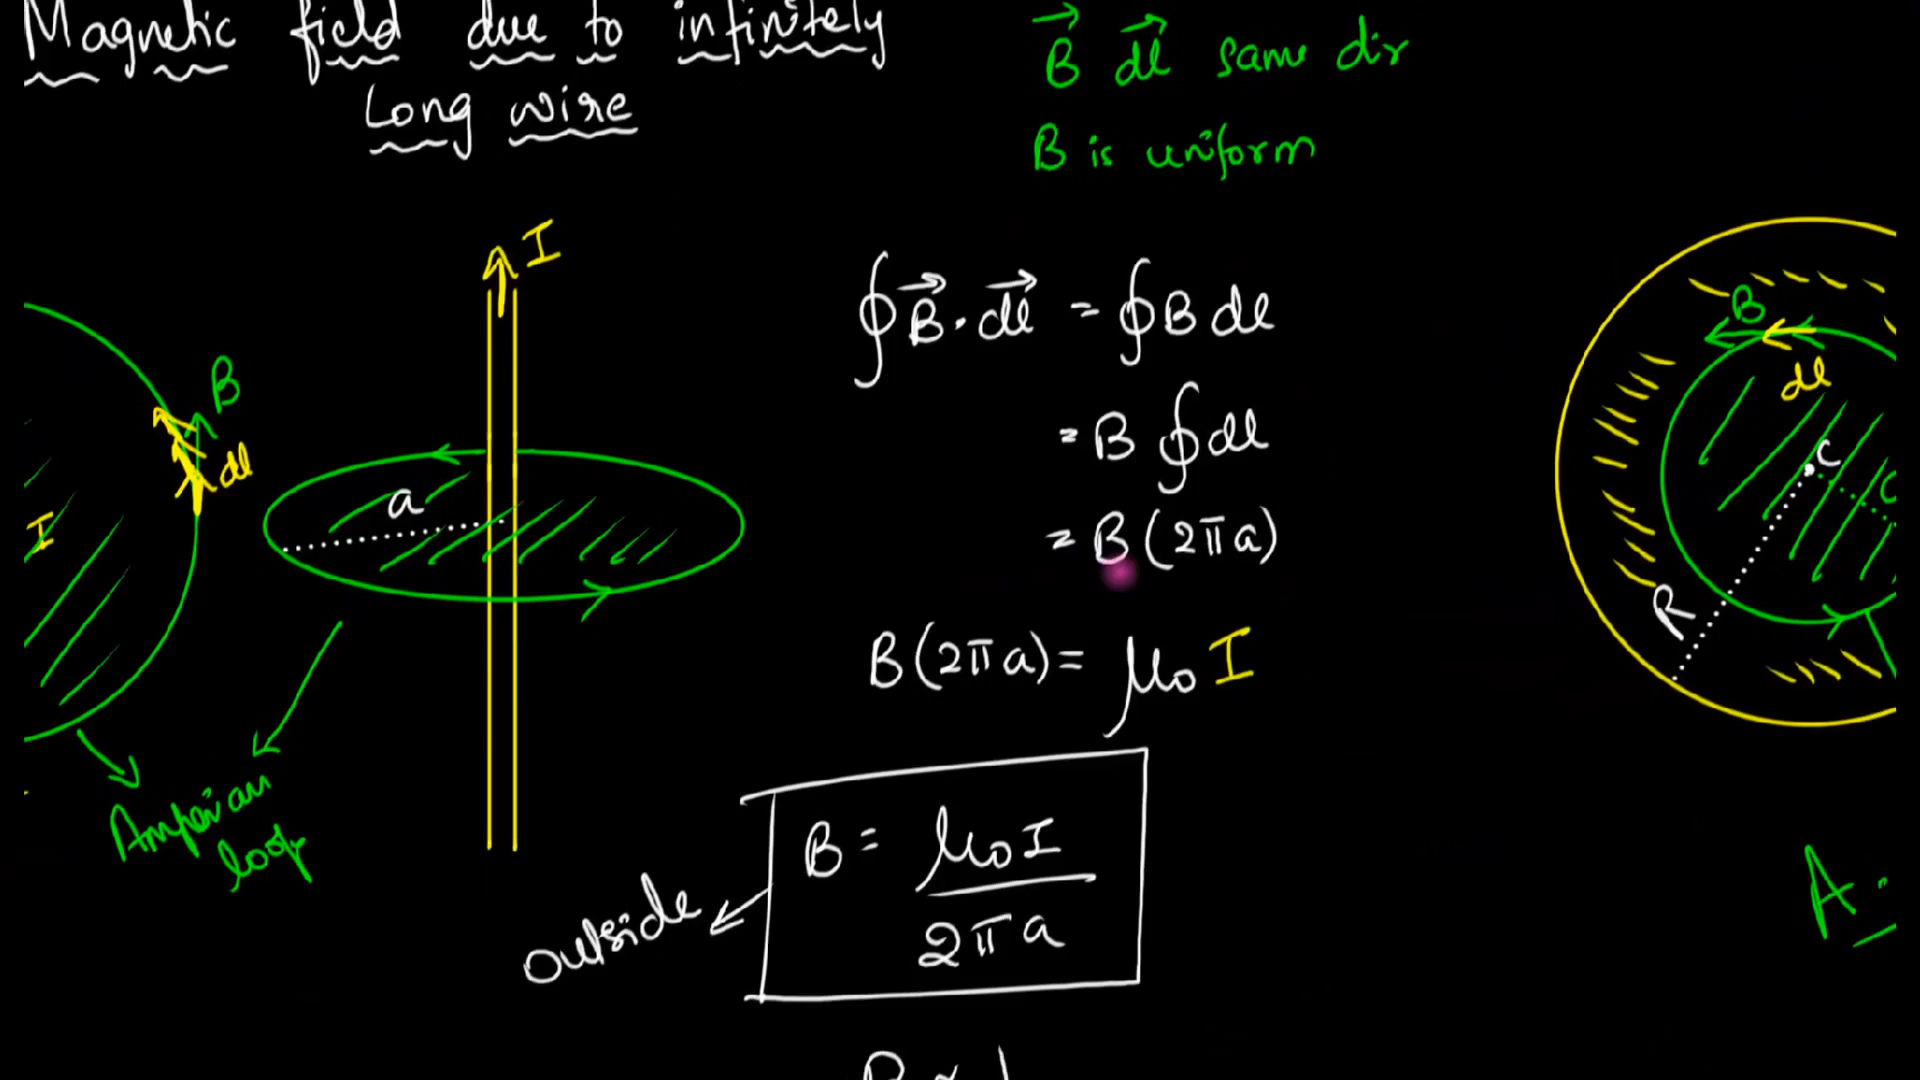 Magnetic field due to infinitely
Long wire
B⃗ dl⃗ same dir
B is uniform
I
B
dl
I
a
∮B⃗ · dl⃗ = ∮B dl
= B ∮dl
= B (2πa)
B(2πa) = μ₀ I
B = μ₀I / 2πa
outside
Amperian
loop
B
dl
C
R